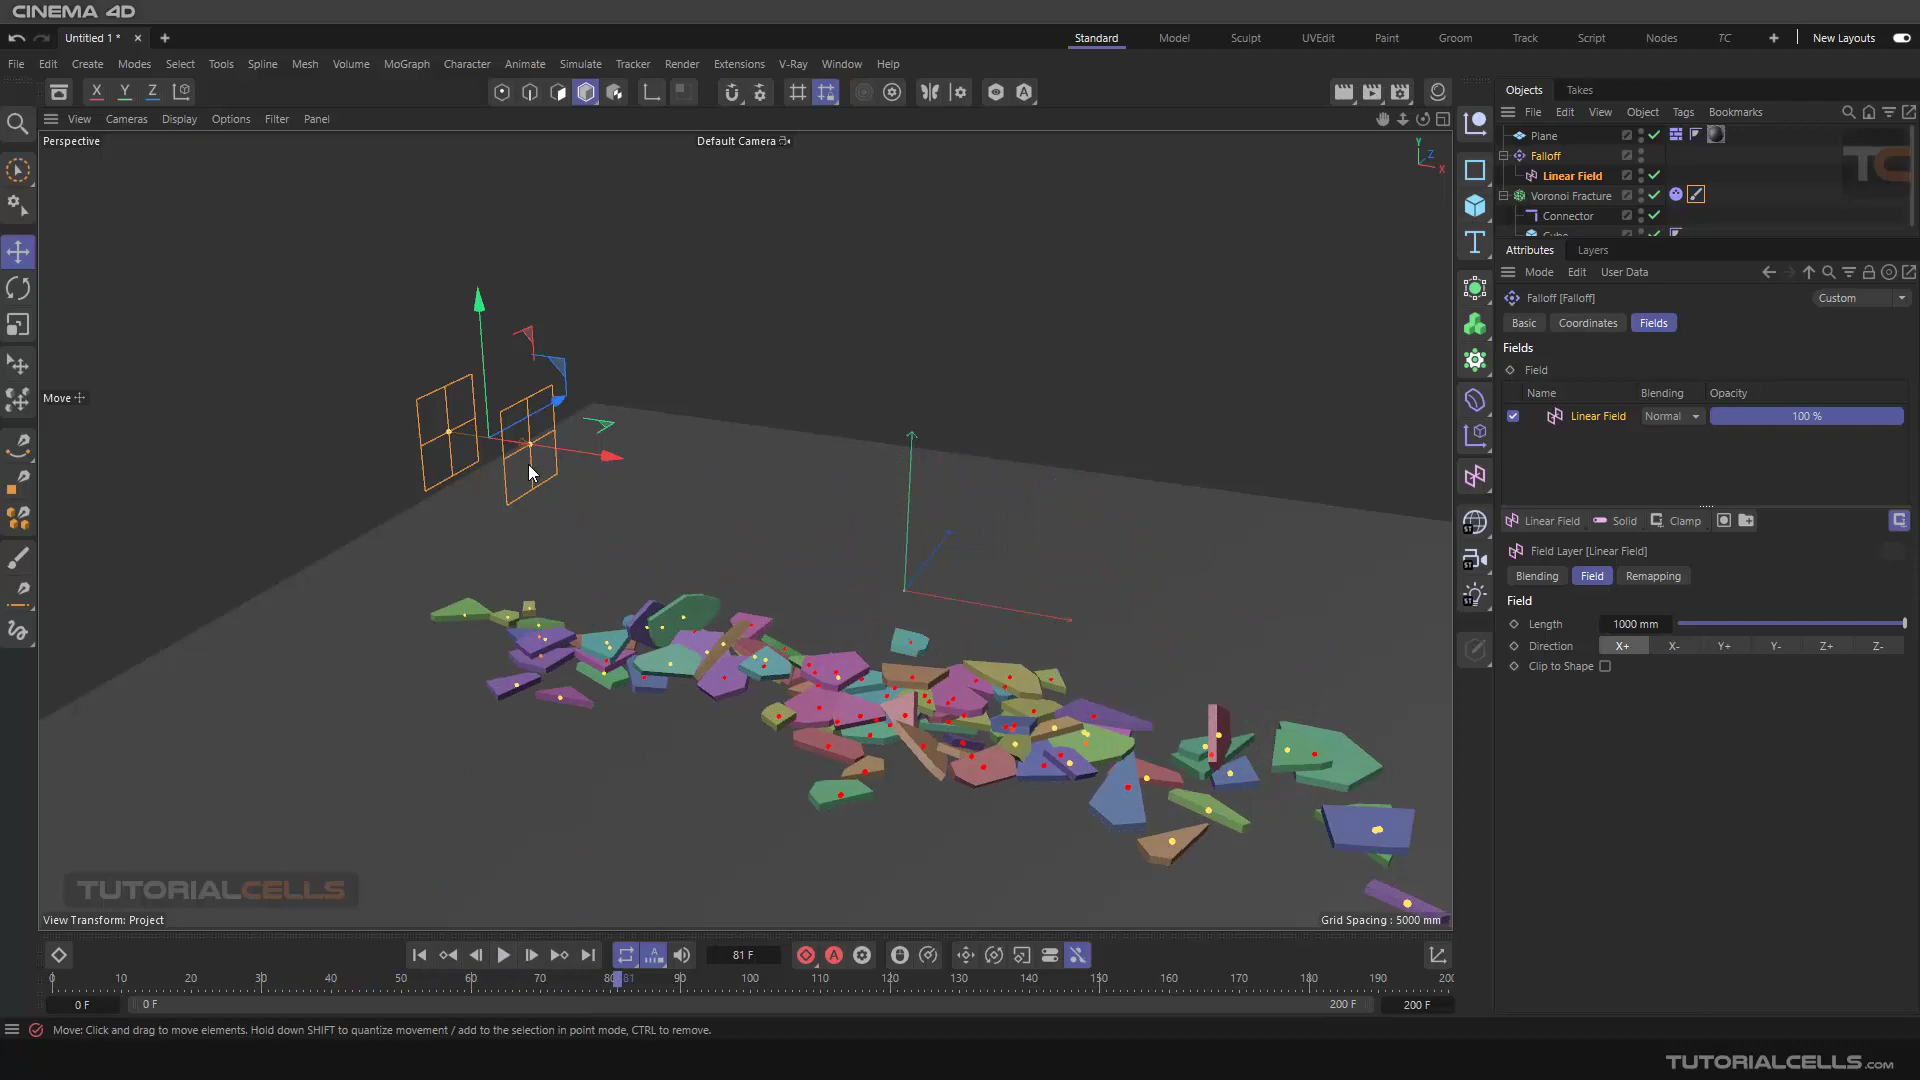 CINEMA 4D
Untitled 1 *
Standard Model Sculpt UVEdit Paint Groom Track Script Nodes TC New Layouts
File Edit Create Modes Select Tools Spline Mesh Volume MoGraph Character Animate Simulate Tracker Render Extensions V-Ray Window Help
X Y Z
View Cameras Display Options Filter Panel
Perspective
Default Camera
Y
Z
X
Move
TUTORIALCELLS
View Transform: Project
Grid Spacing : 5000 mm
81 F
0 10 20 30 40 50 60 70 80 81 90 100 110 120 130 140 150 160 170 180 190 200
0 F 0 F 200 F 200 F
Move: Click and drag to move elements. Hold down SHIFT to quantize movement / add to the selection in point mode, CTRL to remove.
TUTORIALCELLS.COM
Objects Takes
File Edit View Object Tags Bookmarks
Plane
Falloff
Linear Field
Voronoi Fracture
Connector
Cube
TC
Attributes Layers
Mode Edit User Data
Falloff [Falloff] Custom
Basic Coordinates Fields
Fields
Field
Name Blending Opacity
Linear Field Normal 100 %
Linear Field Solid Clamp
Field Layer [Linear Field]
Blending Field Remapping
Field
Length 1000 mm
Direction X+ X- Y+ Y- Z+ Z-
Clip to Shape
ST
ST
ST